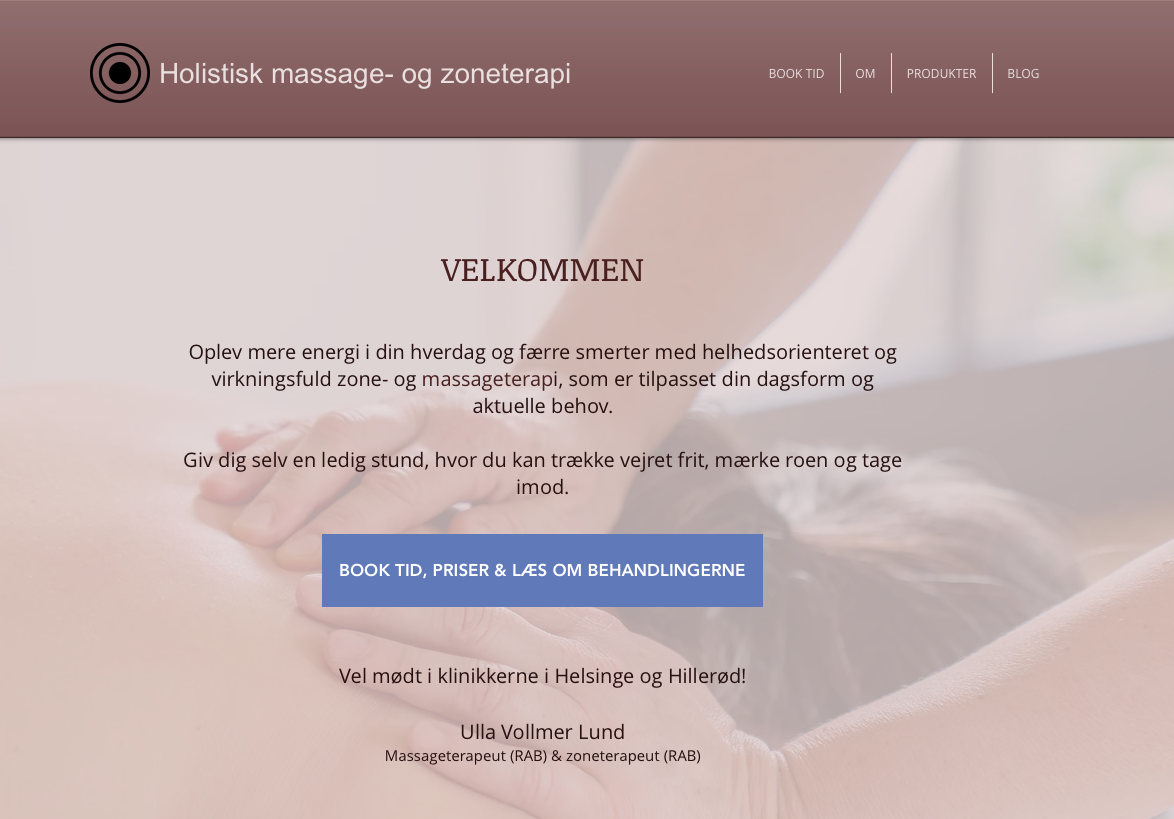 Holistisk massage- og zoneterapi
BOOK TID
OM
PRODUKTER
BLOG
VELKOMMEN
Oplev mere energi i din hverdag og færre smerter med helhedsorienteret og
virkningsfuld zone- og massageterapi, som er tilpasset din dagsform og
aktuelle behov.
Giv dig selv en ledig stund, hvor du kan trække vejret frit, mærke roen og tage
imod.
BOOK TID, PRISER & LÆS OM BEHANDLINGERNE
Vel mødt i klinikkerne i Helsinge og Hillerød!
Ulla Vollmer Lund
Massageterapeut (RAB) & zoneterapeut (RAB)